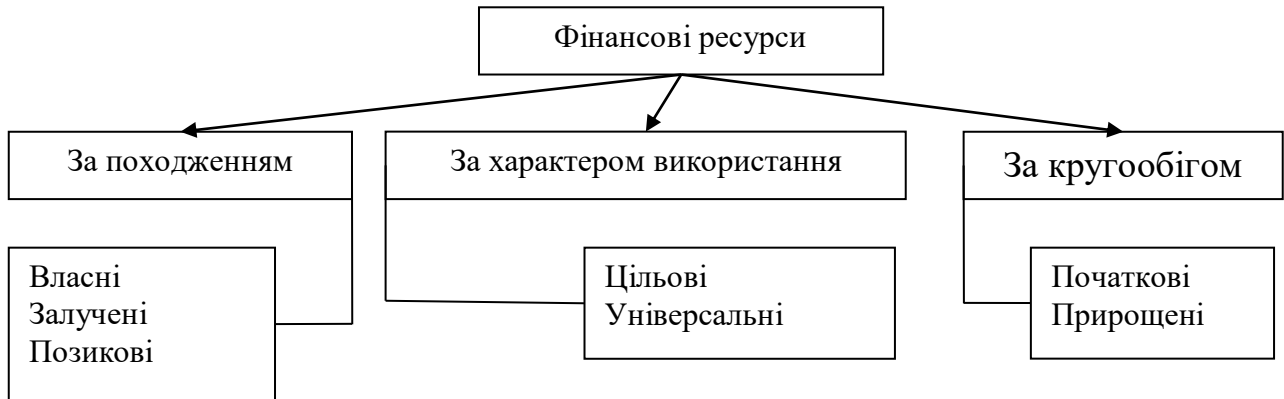 Фінансові ресурси
За походженням
За характером використання
За кругообігом
Власні
Залучені
Позикові
Цільові
Універсальні
Початкові
Прирощені